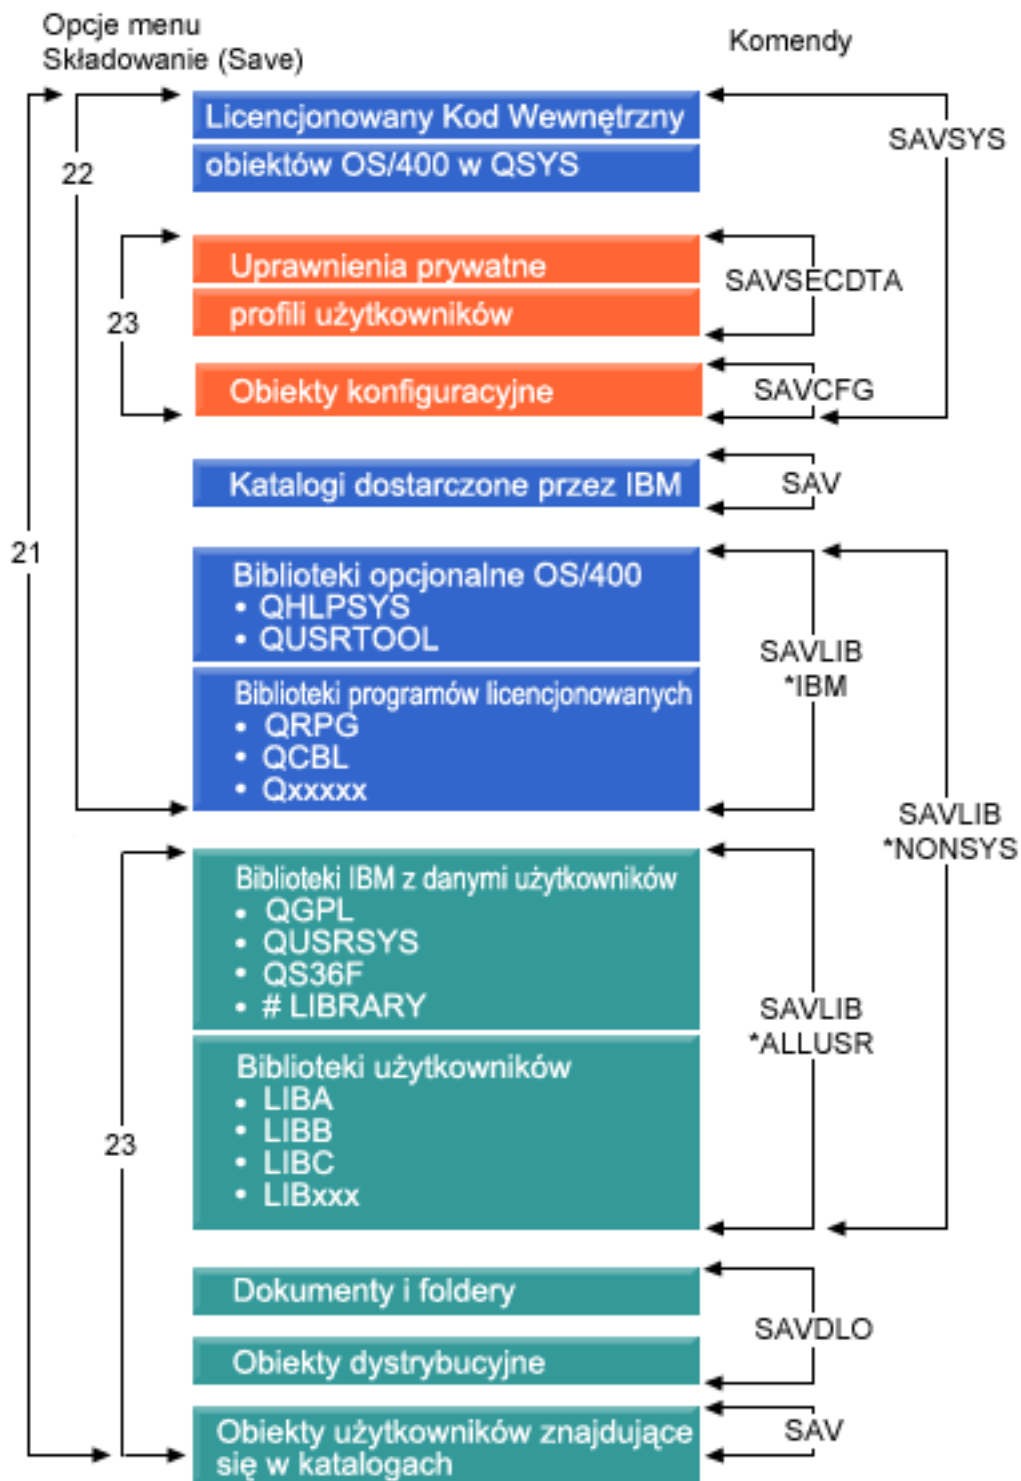 Opcje menu
Składowanie (Save)
Komendy
Licencjonowany Kod Wewnętrzny
obiektów OS/400 w QSYS
SAVSYS
22
Uprawnienia prywatne
profili użytkowników
SAVSECDTA
23
Obiekty konfiguracyjne
SAVCFG
Katalogi dostarczone przez IBM
SAV
21
Biblioteki opcjonalne OS/400
• QHLPSYS
• QUSRTOOL
SAVLIB
*IBM
Biblioteki programów licencjonowanych
• QRPG
• QCBL
• Qxxxxx
SAVLIB
*NONSYS
Biblioteki IBM z danymi użytkowników
• QGPL
• QUSRSYS
• QS36F
• # LIBRARY
SAVLIB
*ALLUSR
Biblioteki użytkowników
• LIBA
• LIBB
• LIBC
• LIBxxx
23
Dokumenty i foldery
SAVDLO
Obiekty dystrybucyjne
Obiekty użytkowników znajdujące
się w katalogach
SAV